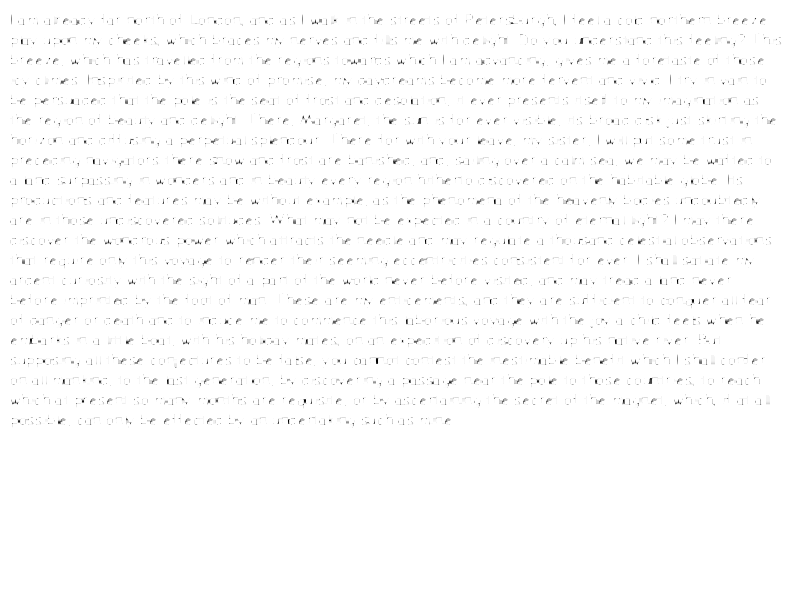 I am already far north of London, and as I walk in the streets of Petersburgh, I feel a cold northern breeze
play upon my cheeks, which braces my nerves and fills me with delight. Do you understand this feeling? This
breeze, which has travelled from the regions towards which I am advancing, gives me a foretaste of those
icy climes. Inspirited by this wind of promise, my daydreams become more fervent and vivid. I try in vain to
be persuaded that the pole is the seat of frost and desolation; it ever presents itself to my imagination as
the region of beauty and delight. There, Margaret, the sun is for ever visible, its broad disk just skirting the
horizon and diffusing a perpetual splendour. There for with your leave, my sister, I will put some trust in
preceding navigators there snow and frost are banished; and, sailing over a calm sea, we may be wafted to
a land surpassing in wonders and in beauty every region hitherto discovered on the habitable globe. Its
productions and features may be without example, as the phenomena of the heavenly bodies undoubtedly
are in those undiscovered solitudes. What may not be expected in a country of eternal light? I may there
discover the wondrous power which attracts the needle and may regulate a thousand celestial observations
that require only this voyage to render their seeming eccentricities consistent for ever. I shall satiate my
ardent curiosity with the sight of a part of the world never before visited, and may tread a land never
before imprinted by the foot of man. These are my enticements, and they are sufficient to conquer all fear
of danger or death and to induce me to commence this laborious voyage with the joy a child feels when he
embarks in a little boat, with his holiday mates, on an expedition of discovery up his native river. But
supposing all these conjectures to be false, you cannot contest the inestimable benefit which I shall confer
on all mankind, to the last generation, by discovering a passage near the pole to those countries, to reach
which at present so many months are requisite; or by ascertaining the secret of the magnet, which, if at all
possible, can only be effected by an undertaking such as mine.